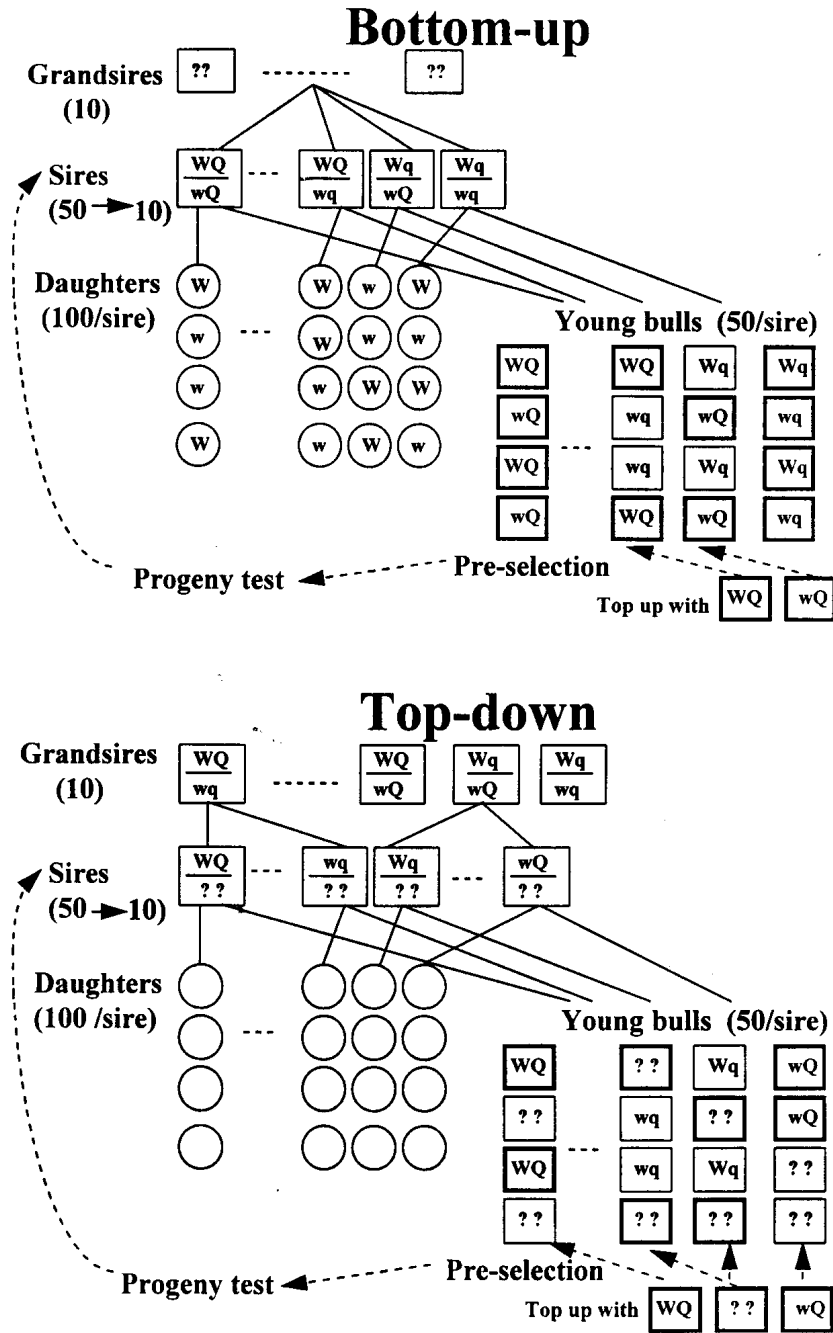 Bottom-up
Grandsires
(10)
?? ---------- ??
Sires
(50 → 10)
WQ --- WQ Wq Wq
wQ wq wQ wq
Daughters
(100/sire)
W W w W
w --- W w w
w w W W
W w W w
Young bulls (50/sire)
WQ WQ Wq Wq
wQ wq wQ wq
WQ --- wq Wq Wq
wQ WQ wQ wq
Progeny test
Pre-selection
Top up with WQ wQ
Top-down
Grandsires
(10)
WQ ------- WQ Wq Wq
wq wQ wQ wq
Sires
(50 → 10)
WQ --- wq Wq --- wQ
? ? ? ? ? ? ? ?
Daughters
(100 /sire)
---
Young bulls (50/sire)
WQ ? ? Wq wQ
? ? wq ? ? wQ
WQ --- wq Wq ? ?
? ? ? ? ? ? ? ?
Progeny test
Pre-selection
Top up with WQ ? ? wQ